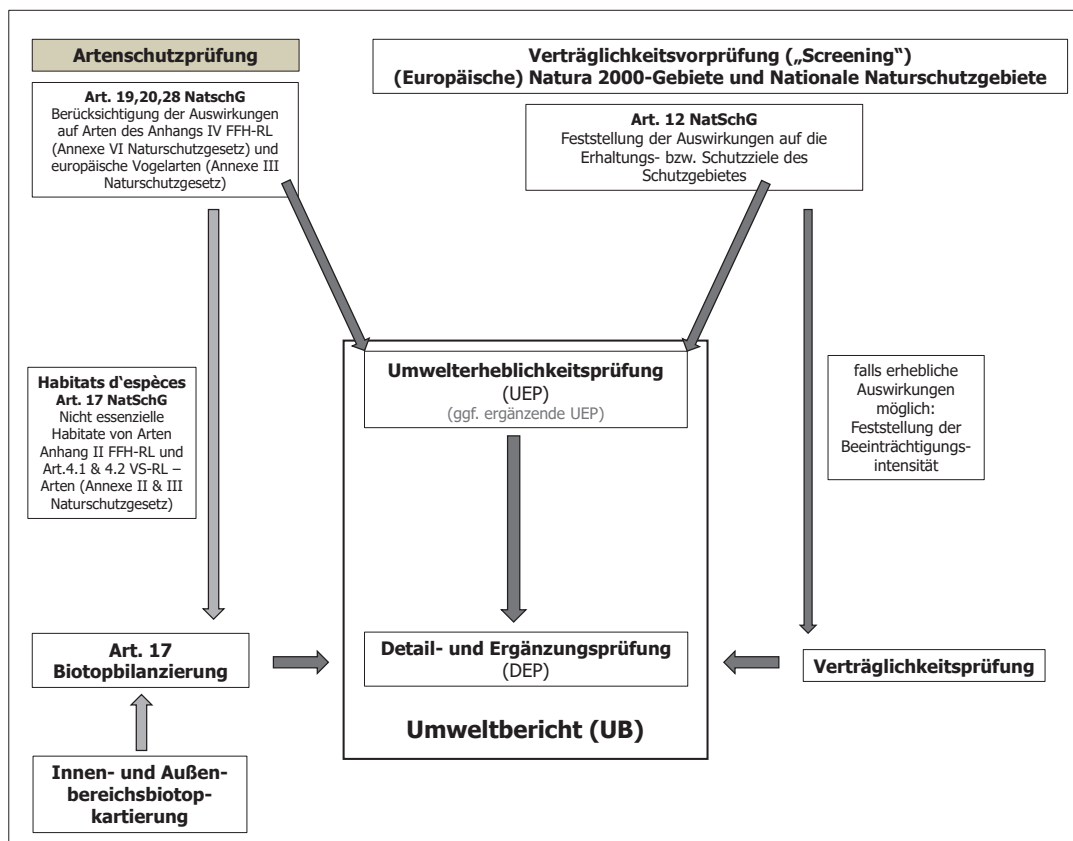 Artenschutzprüfung
Art. 19,20,28 NatschG
Berücksichtigung der Auswirkungen
auf Arten des Anhangs IV FFH-RL
(Annexe VI Naturschutzgesetz) und
europäische Vogelarten (Annexe III
Naturschutzgesetz)
Verträglichkeitsvorprüfung („Screening“)
(Europäische) Natura 2000-Gebiete und Nationale Naturschutzgebiete
Art. 12 NatSchG
Feststellung der Auswirkungen auf die
Erhaltungs- bzw. Schutzziele des
Schutzgebietes
Habitats d‘espèces
Art. 17 NatSchG
Nicht essenzielle
Habitate von Arten
Anhang II FFH-RL und
Art.4.1 & 4.2 VS-RL –
Arten (Annexe II & III
Naturschutzgesetz)
Umwelterheblichkeitsprüfung
(UEP)
(ggf. ergänzende UEP)
falls erhebliche
Auswirkungen
möglich:
Feststellung der
Beeinträchtigungs-
intensität
Art. 17
Biotopbilanzierung
Detail- und Ergänzungsprüfung
(DEP)
Verträglichkeitsprüfung
Umweltbericht (UB)
Innen- und Außen-
bereichsbiotop-
kartierung